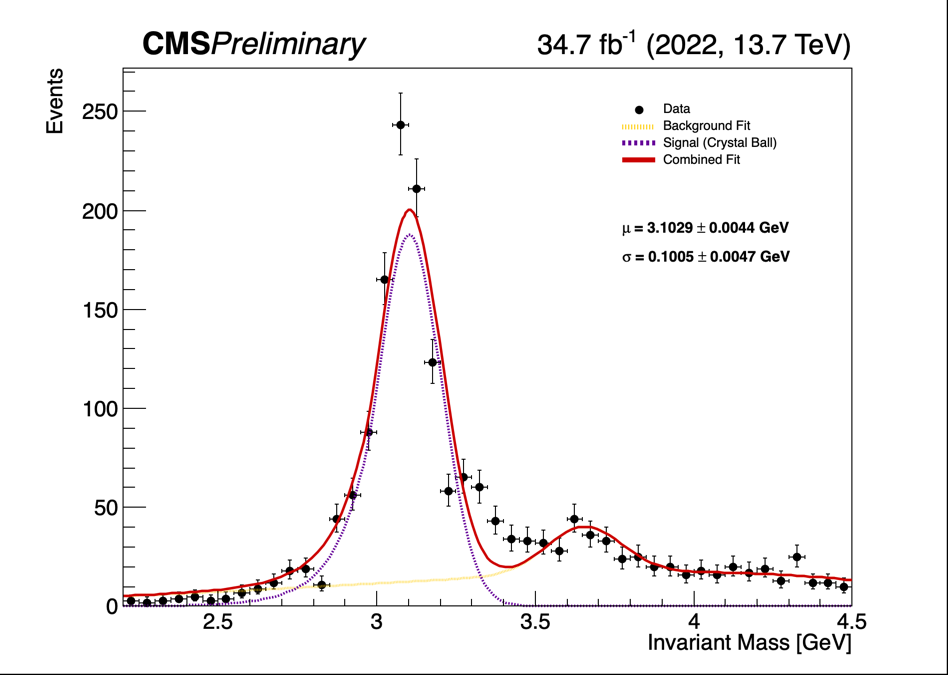 CMSPreliminary
34.7 fb⁻¹ (2022, 13.7 TeV)
Events
250
200
150
100
50
0
Data
Background Fit
Signal (Crystal Ball)
Combined Fit
μ = 3.1029 ± 0.0044 GeV
σ = 0.1005 ± 0.0047 GeV
2.5
3
3.5
4
4.5
Invariant Mass [GeV]